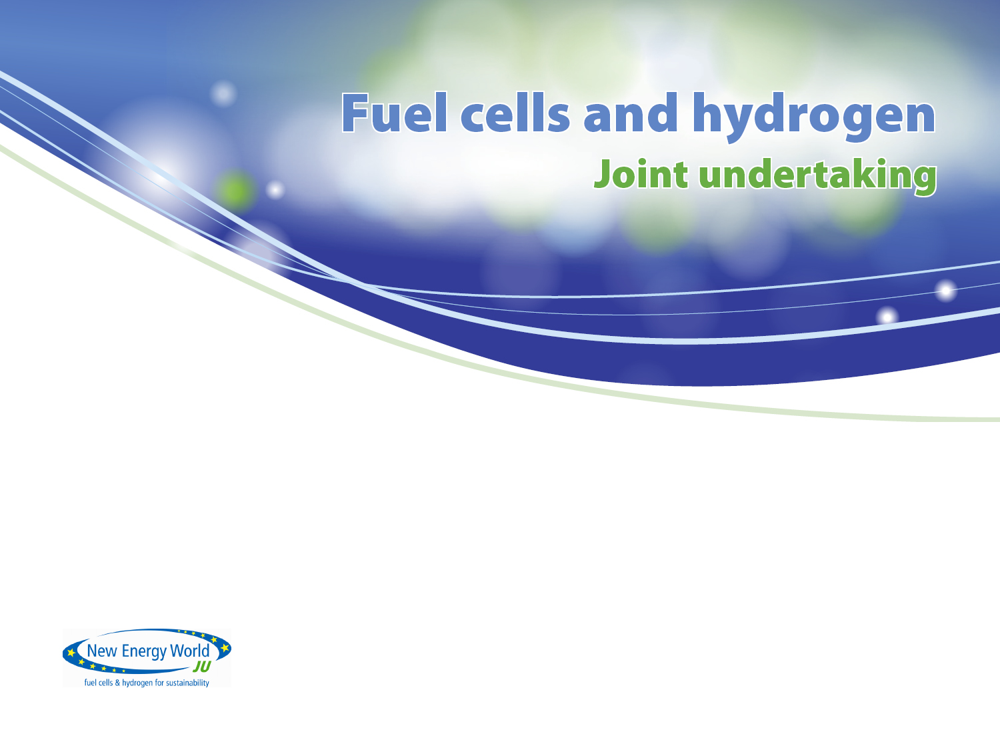 Fuel cells and hydrogen
Joint undertaking
New Energy World
JU
fuel cells & hydrogen for sustainability